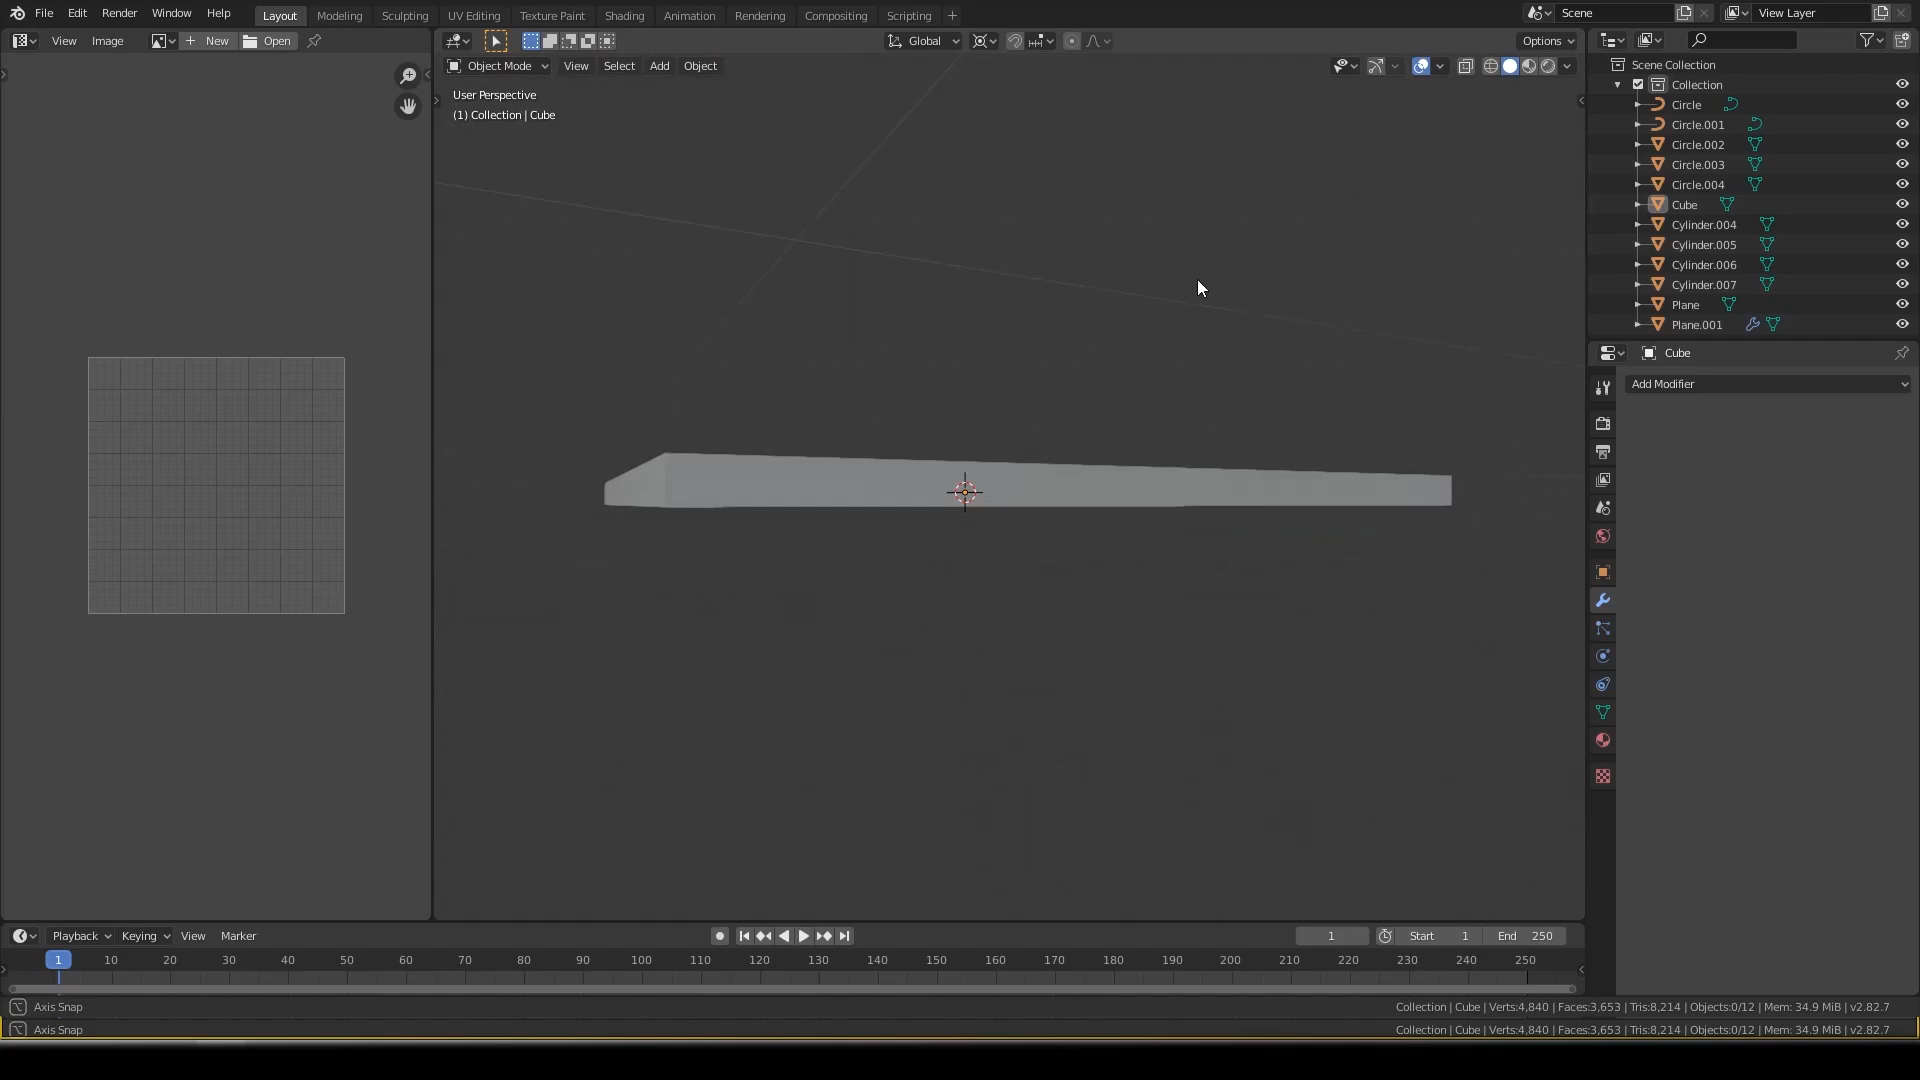 File Edit Render Window Help Layout Modeling Sculpting UV Editing Texture Paint Shading Animation Rendering Compositing Scripting + Scene View Layer
View Image New Open Global Options
Object Mode View Select Add Object
User Perspective
(1) Collection | Cube
Scene Collection
Collection
Circle
Circle.001
Circle.002
Circle.003
Circle.004
Cube
Cylinder.004
Cylinder.005
Cylinder.006
Cylinder.007
Plane
Plane.001
Cube
Add Modifier
Playback Keying View Marker 1 Start 1 End 250
1 10 20 30 40 50 60 70 80 90 100 110 120 130 140 150 160 170 180 190 200 210 220 230 240 250
Axis Snap Collection | Cube | Verts:4,840 | Faces:3,653 | Tris:8,214 | Objects:0/12 | Mem: 34.9 MiB | v2.82.7
Axis Snap Collection | Cube | Verts:4,840 | Faces:3,653 | Tris:8,214 | Objects:0/12 | Mem: 34.9 MiB | v2.82.7